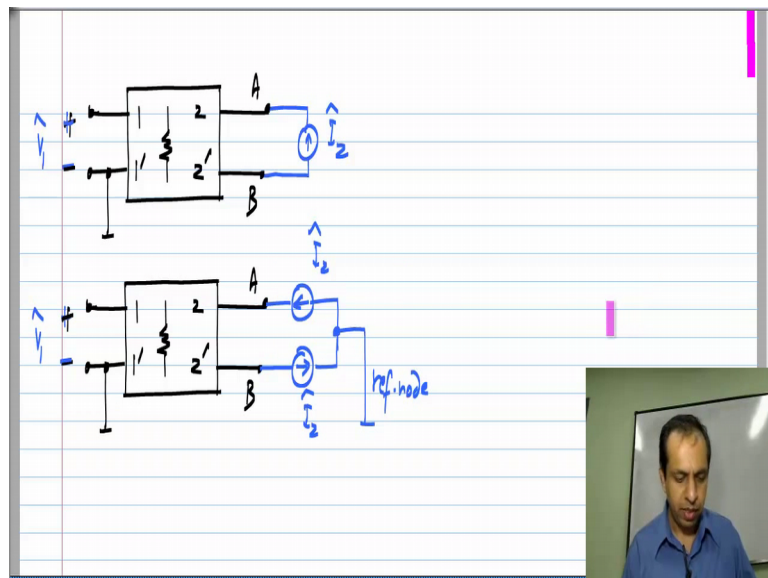 A
+ 1 2
V̂₁ Î₂
- 1' 2'
B
Î₂
A
+ 1 2
V̂₁
- 1' 2'
B ref. node
Î₂